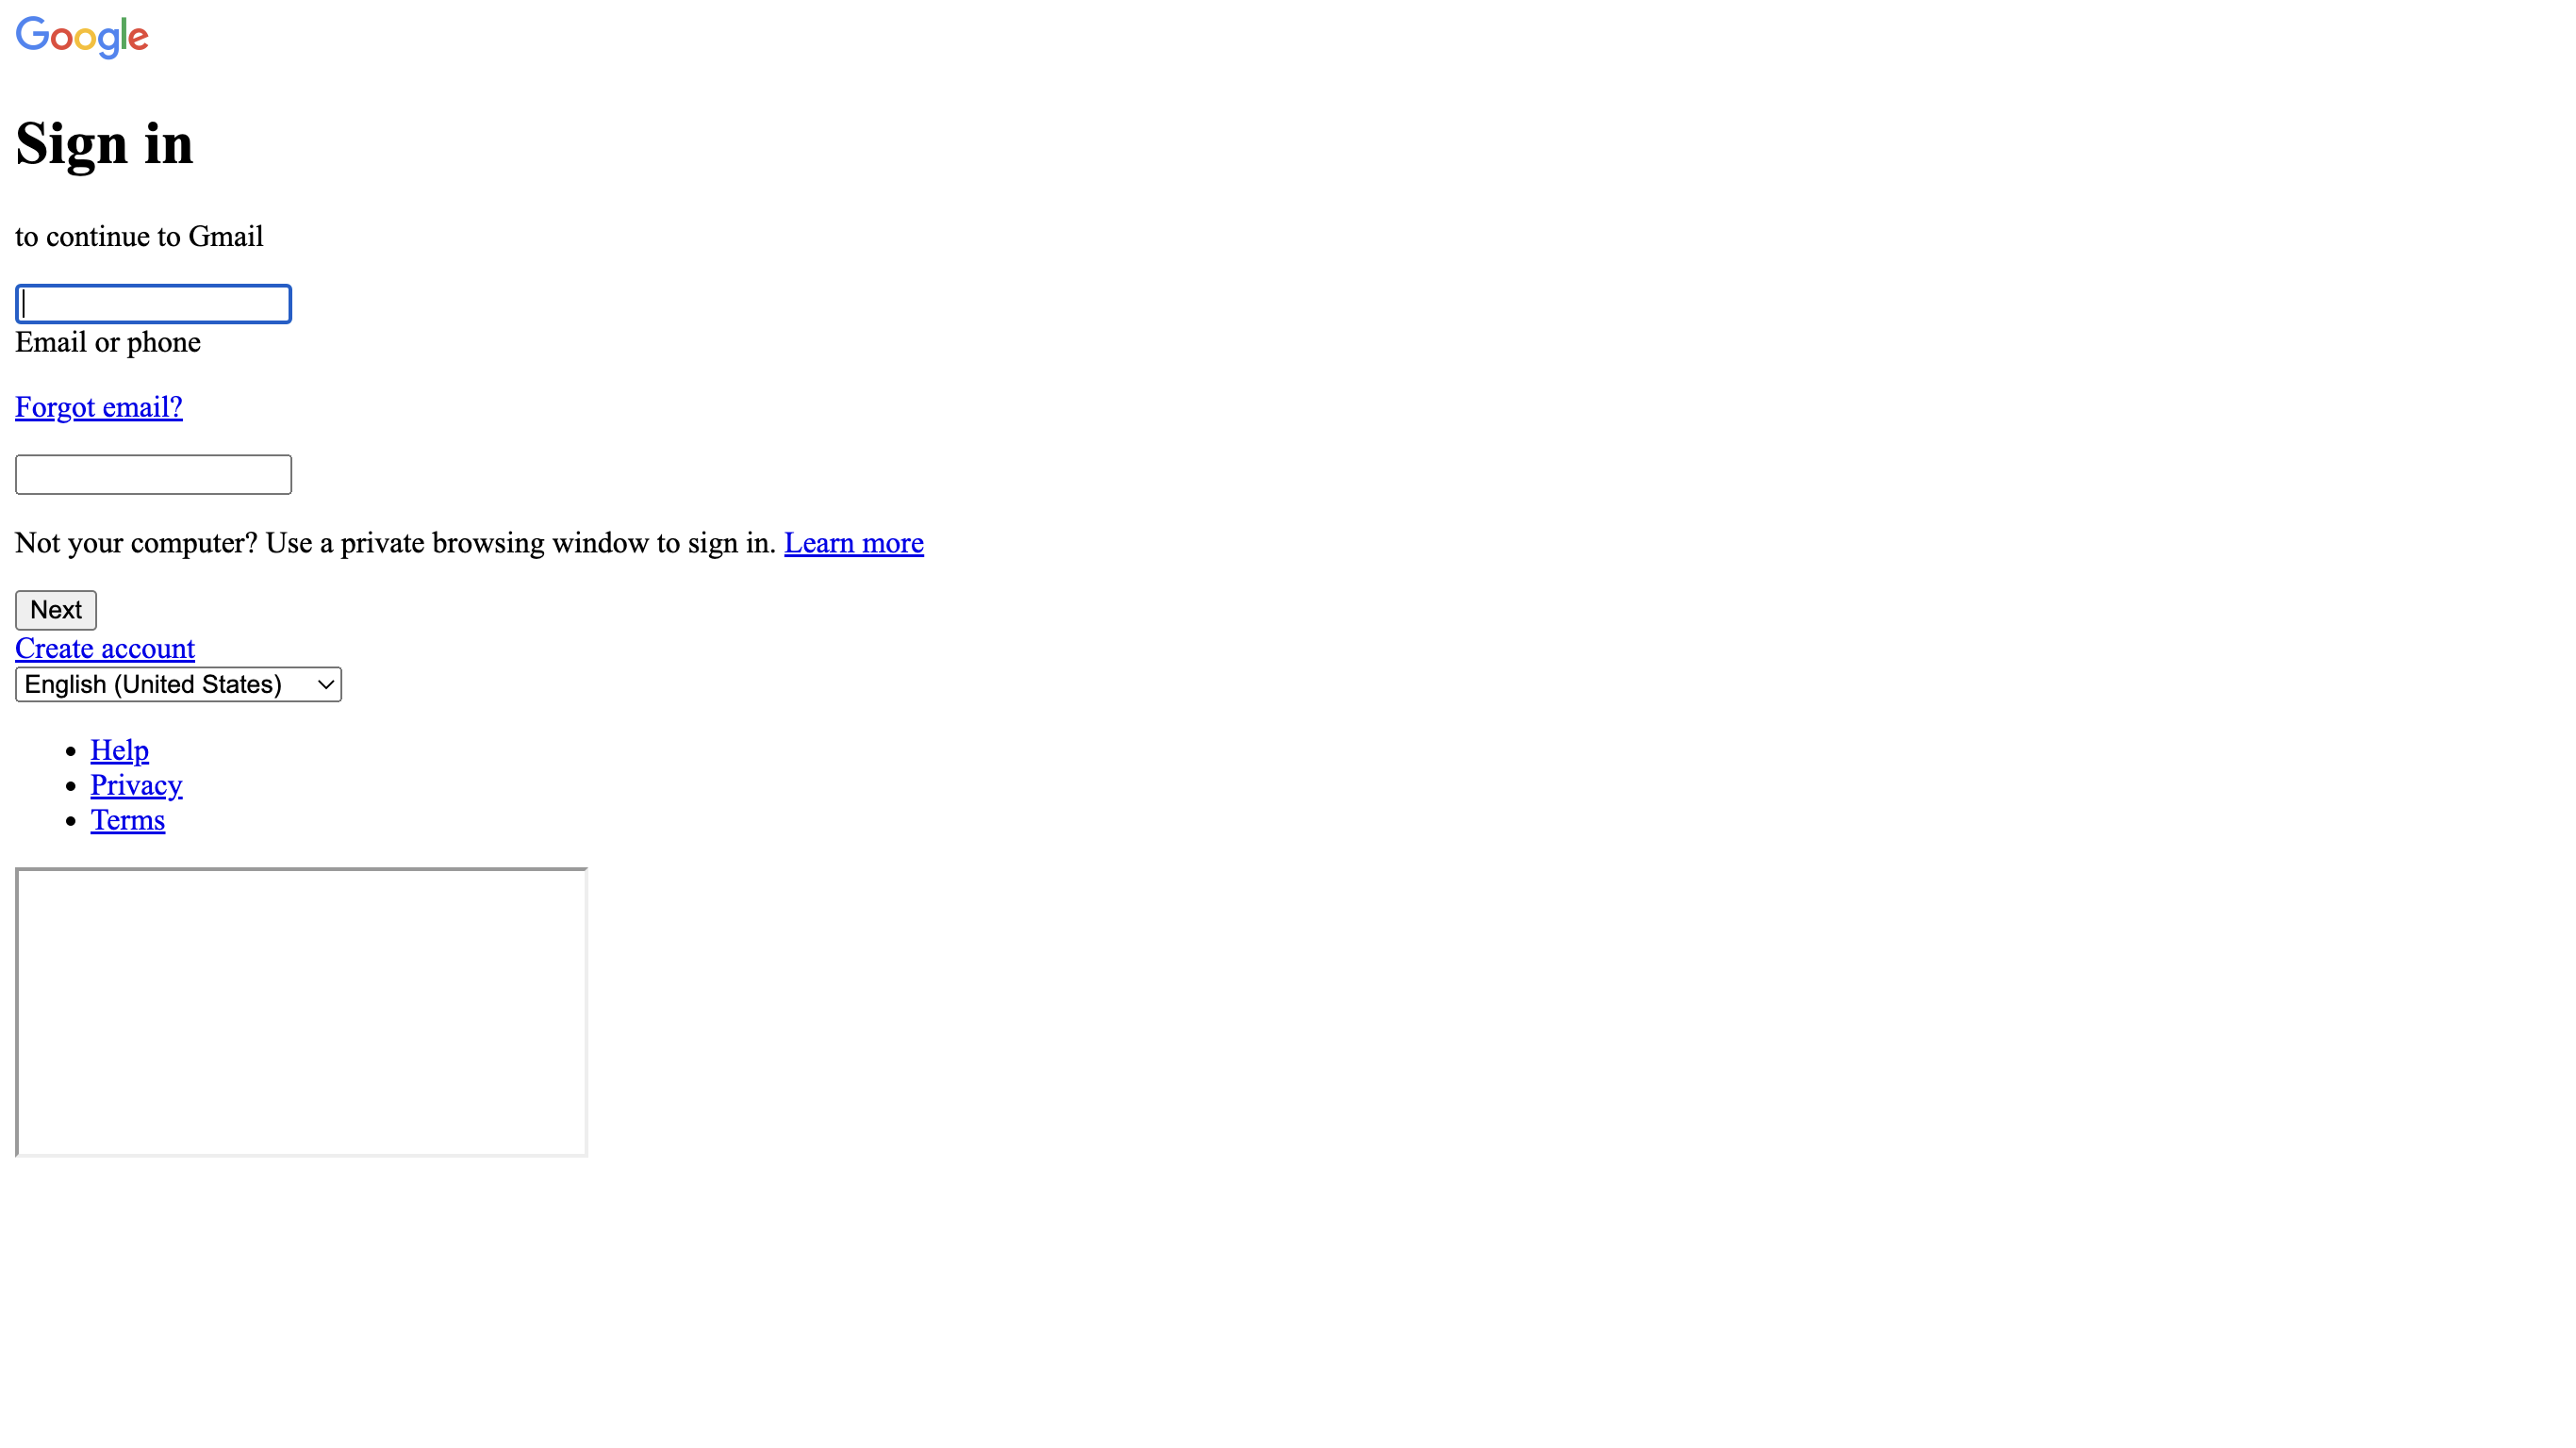 Google
Sign in
to continue to Gmail
Email or phone
Forgot email?
Not your computer? Use a private browsing window to sign in. Learn more
Next
Create account
English (United States)
Help
Privacy
Terms